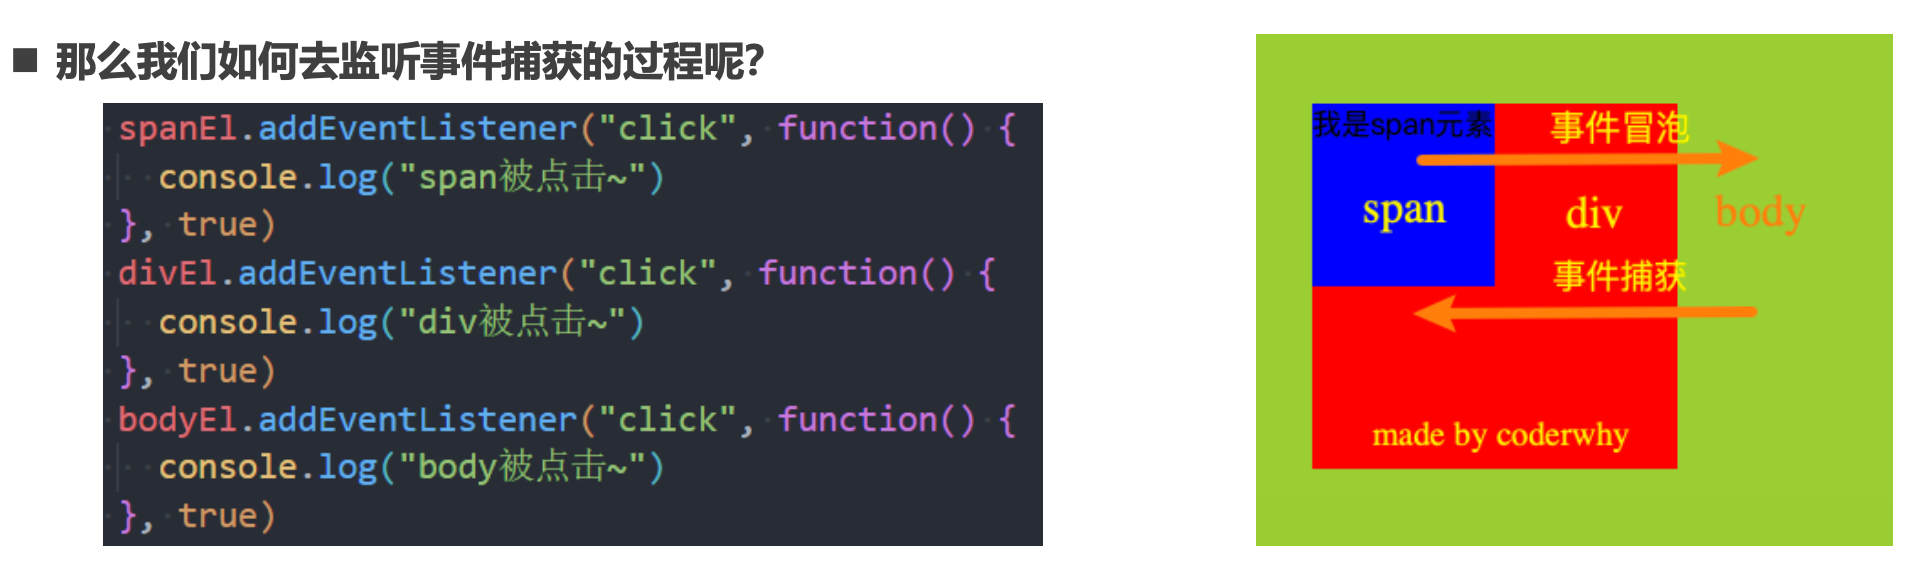 那么我们如何去监听事件捕获的过程呢？
spanEl.addEventListener("click", function() {
  console.log("span被点击~")
}, true)
divEl.addEventListener("click", function() {
  console.log("div被点击~")
}, true)
bodyEl.addEventListener("click", function() {
  console.log("body被点击~")
}, true)
我是span元素
事件冒泡
span
div
body
事件捕获
made by coderwhy